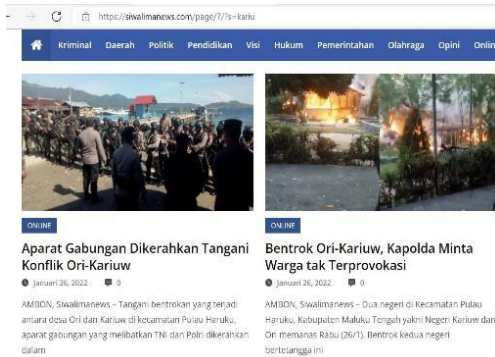 https://siwalimanews.com/page/7/?s=kariu
Kriminal Daerah Politik Pendidikan Visi Hukum Pemerintahan Olahraga Opini Onlin
ONLINE
Aparat Gabungan Dikerahkan Tangani
Konflik Ori-Kariuw
Januari 26, 2022 0
AMBON, Siwalimanews – Tangani bentrokan yang terjadi
antara desa Ori dan Kariuw di kecamatan Pulau Haruku,
aparat gabungan yang melibatkan TNI dan Polri dikerahkan
dalam
ONLINE
Bentrok Ori-Kariuw, Kapolda Minta
Warga tak Terprovokasi
Januari 26, 2022 0
AMBON, Siwalimanews – Dua negeri di Kecamatan Pulau
Haruku, Kabupaten Maluku Tengah yakni Negeri Kariuw dan
Ori memanas Rabu (26/1). Bentrok kedua negeri
bertetangga ini